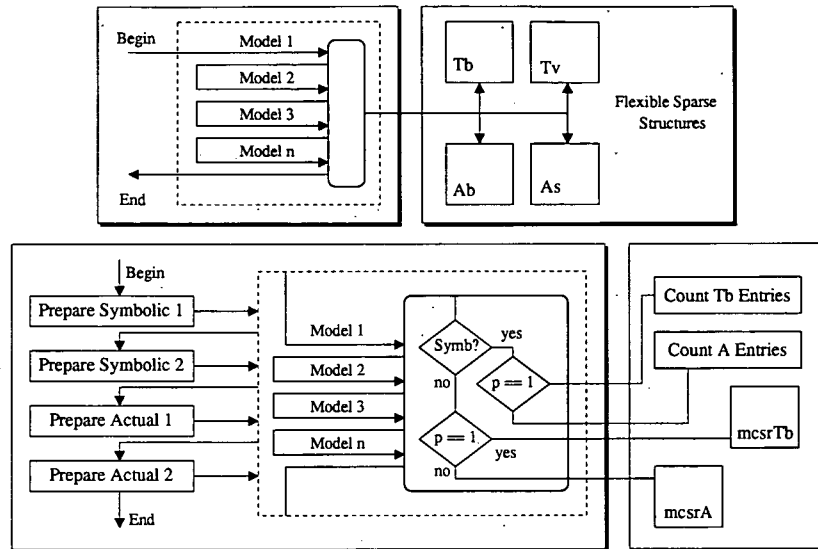 Begin
Model 1
Model 2
Model 3
Model n
End
Tb
Tv
Ab
As
Flexible Sparse
Structures
Begin
Prepare Symbolic 1
Prepare Symbolic 2
Prepare Actual 1
Prepare Actual 2
End
Model 1
Model 2
Model 3
Model n
Symb?
yes
no
p == 1
p == 1
yes
no
Count Tb Entries
Count A Entries
mcsrTb
mcsrA